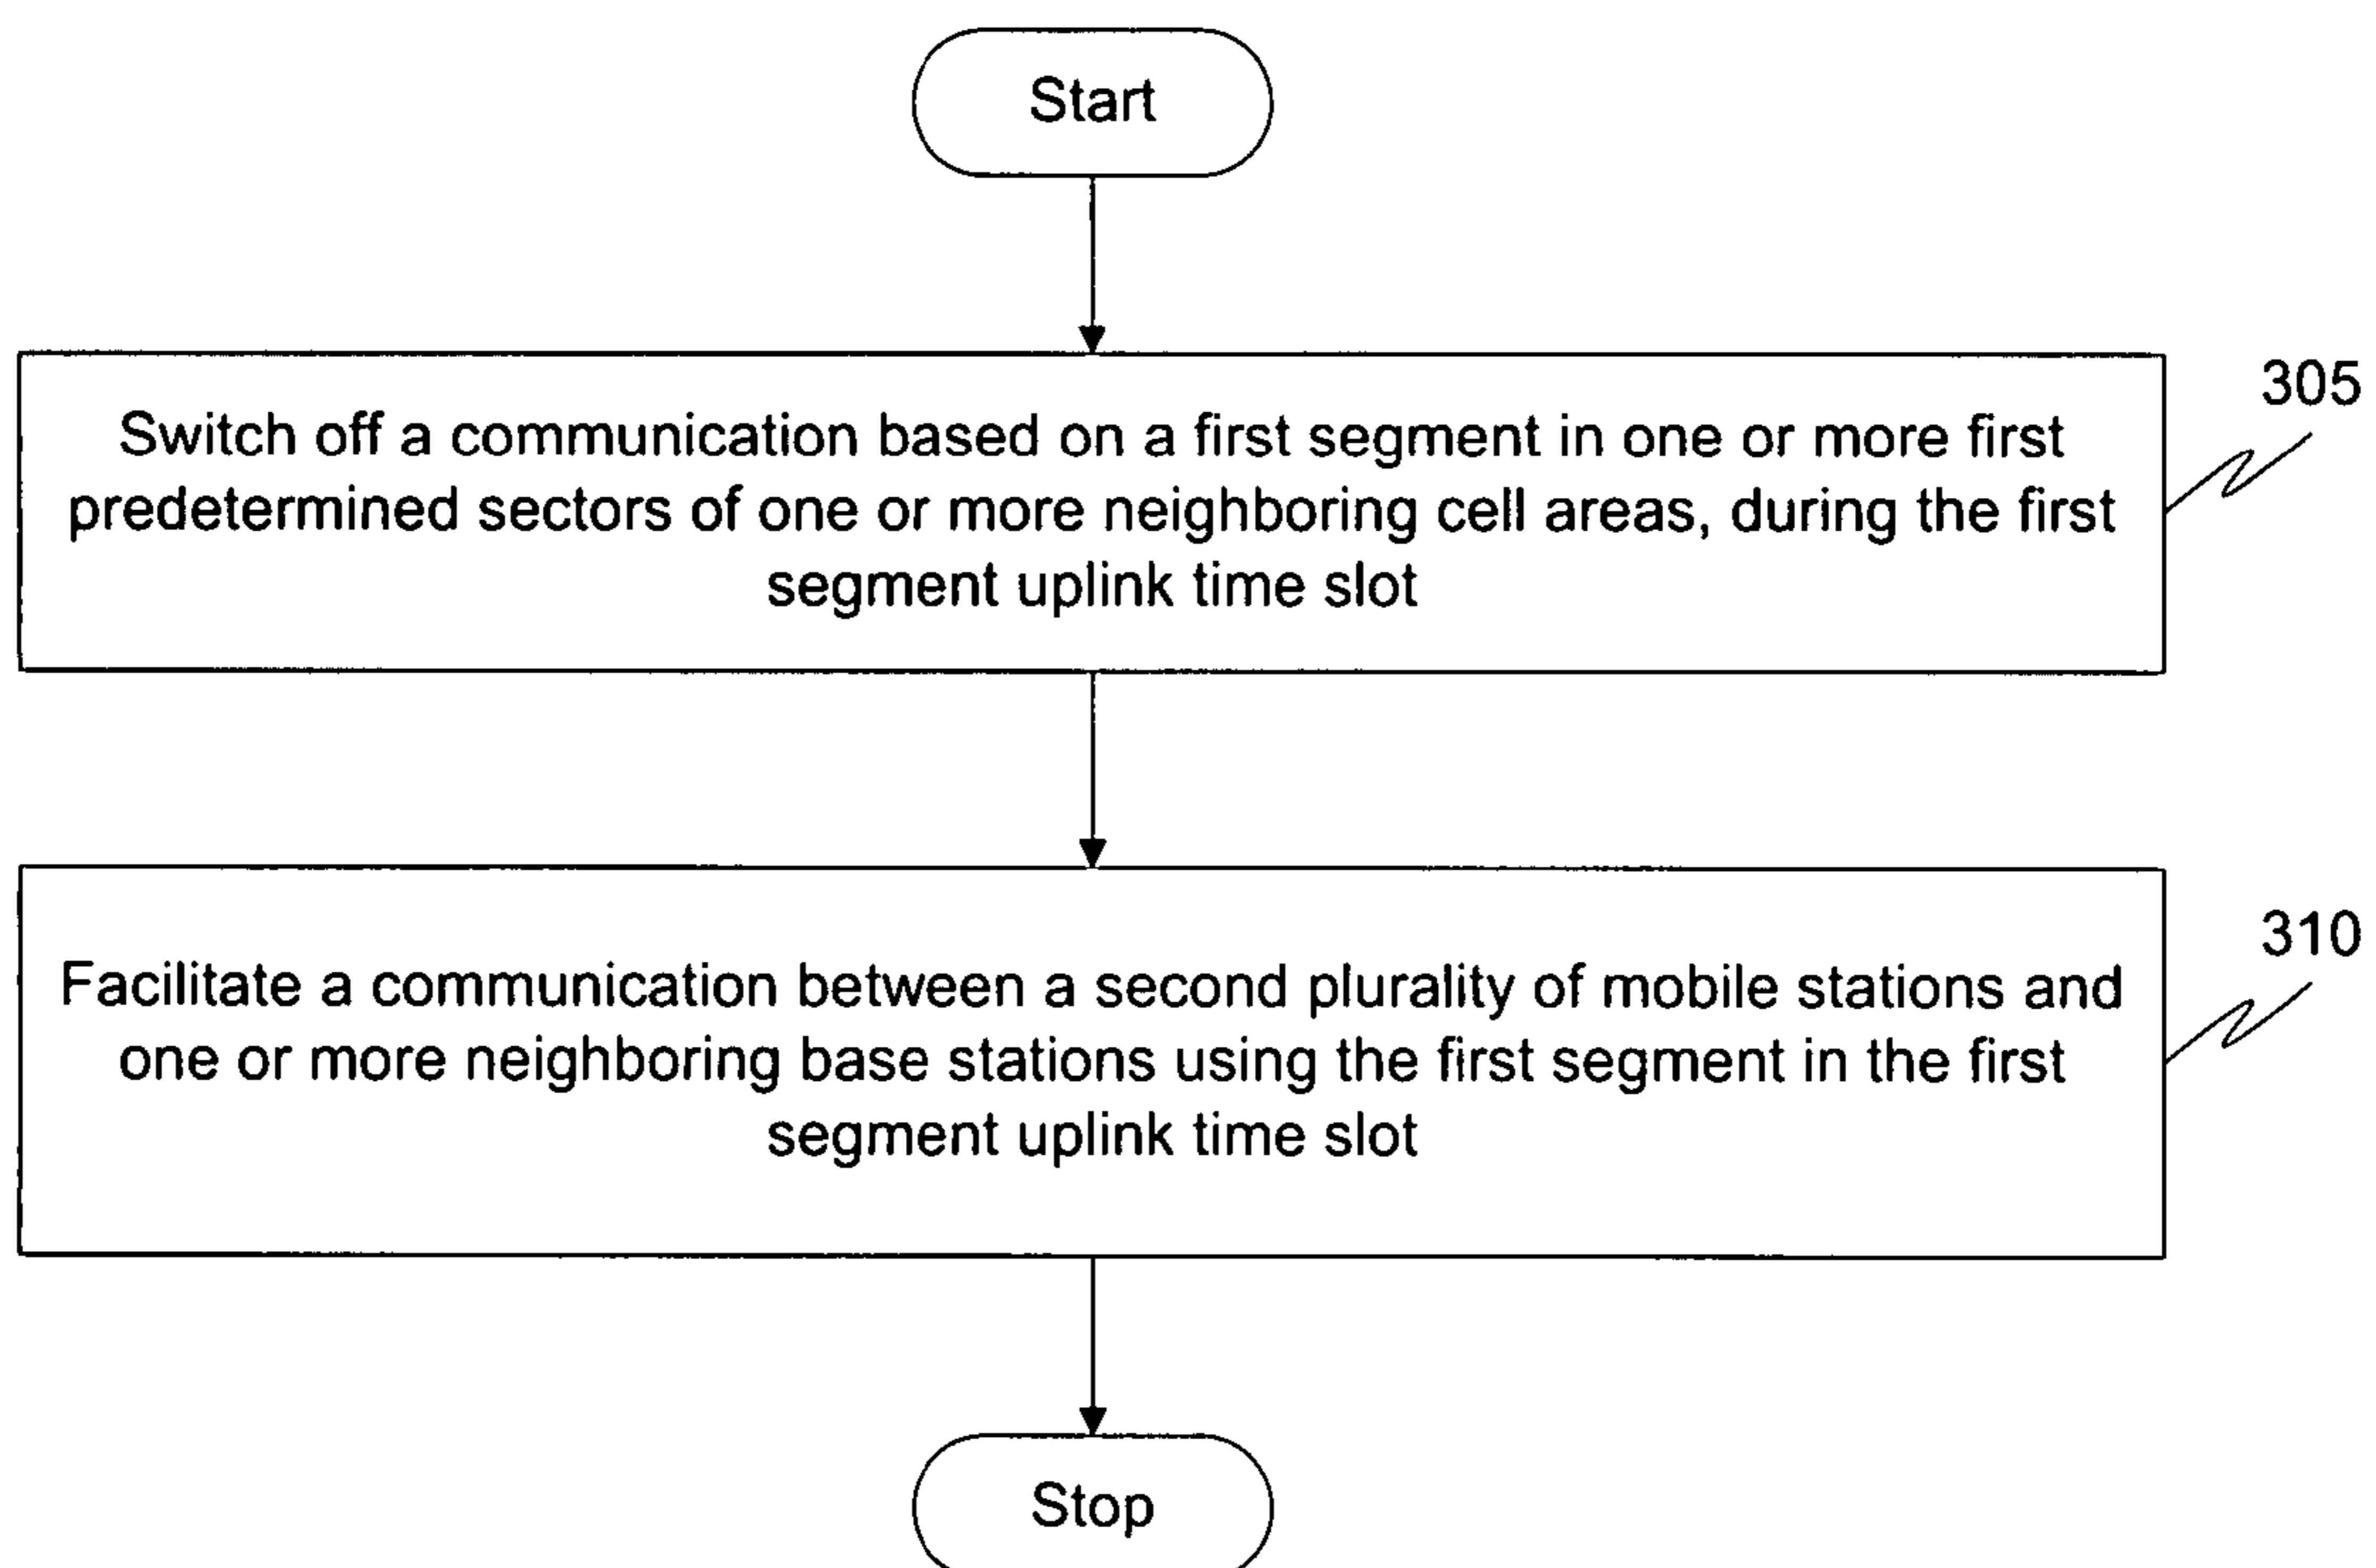 Start
305
Switch off a communication based on a first segment in one or more first
predetermined sectors of one or more neighboring cell areas, during the first
segment uplink time slot
310
Facilitate a communication between a second plurality of mobile stations and
one or more neighboring base stations using the first segment in the first
segment uplink time slot
Stop